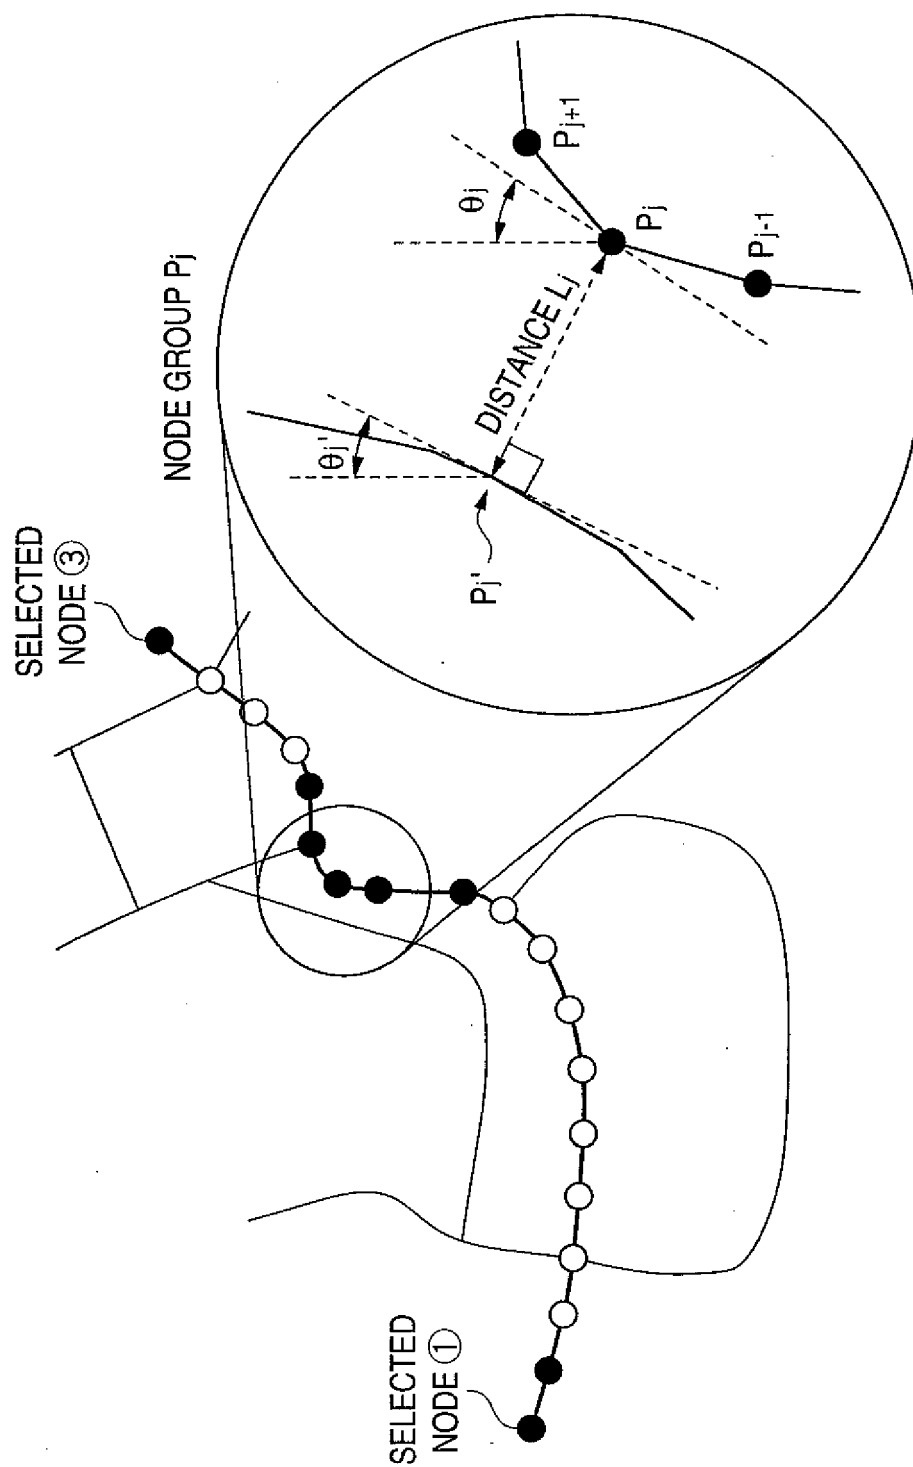 SELECTED
NODE ③
NODE GROUP Pj
θj'
Pj'
DISTANCE Lj
θj
Pj+1
Pj
Pj-1
SELECTED
NODE ①